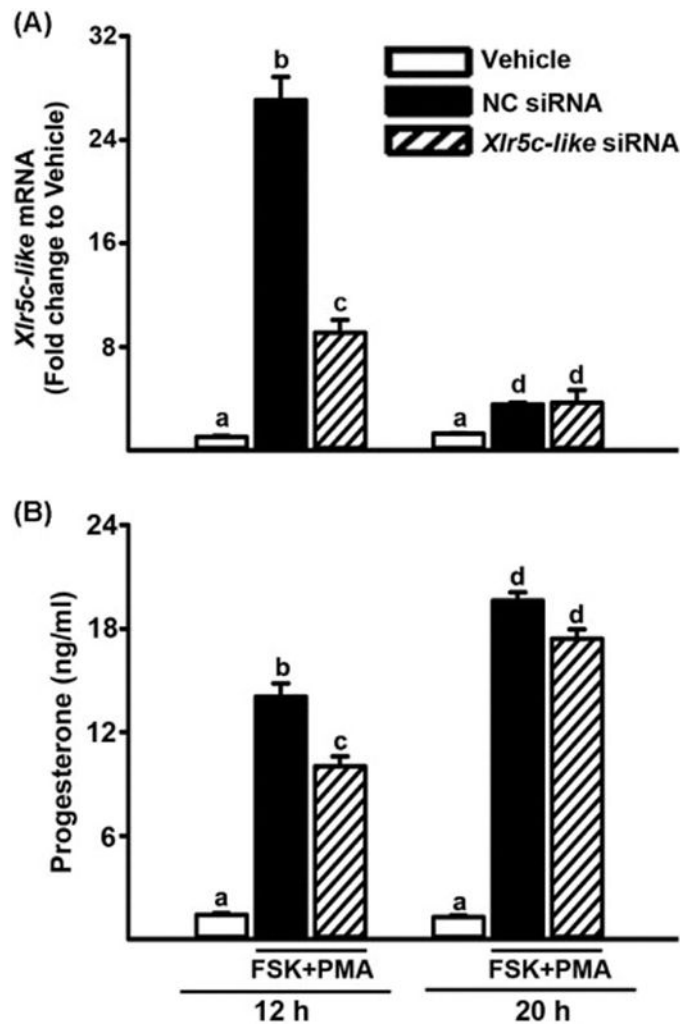 (A)
Xlr5c-like mRNA
(Fold change to Vehicle)
32
24
16
8
Vehicle
NC siRNA
Xlr5c-like siRNA
a
b
c
a
d
d
(B)
Progesterone (ng/ml)
24
18
12
6
a
b
c
a
d
d
FSK+PMA
FSK+PMA
12 h
20 h